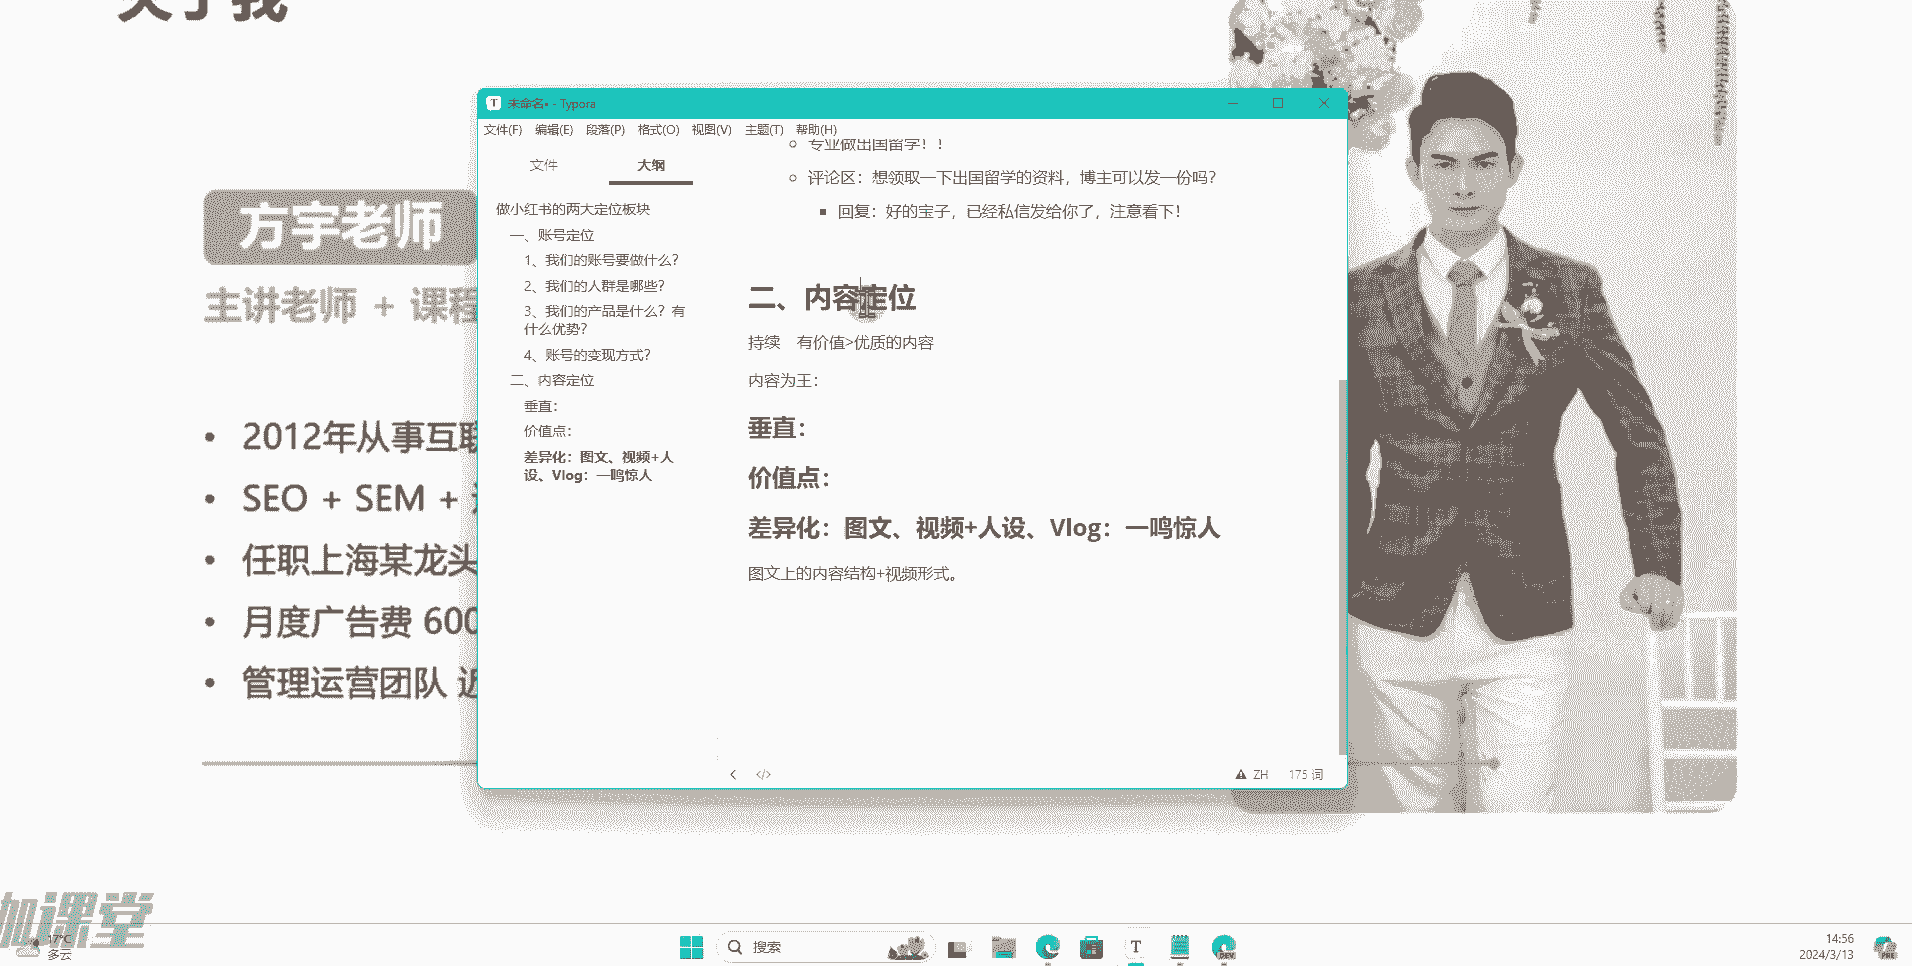 关于我
方宇老师
主讲老师 + 课程
2012年从事互联
SEO + SEM +
任职上海某龙头
月度广告费 600
管理运营团队 近
未命名• - Typora
文件(F) 编辑(E) 段落(P) 格式(O) 视图(V) 主题(T) 帮助(H)
文件 大纲
做小红书的两大定位板块
一、账号定位
1、我们的账号要做什么？
2、我们的人群是哪些？
3、我们的产品是什么？有
什么优势？
4、账号的变现方式？
二、内容定位
垂直：
价值点：
差异化：图文、视频+人
设、Vlog：一鸣惊人
专业做出国留学！！
评论区：想领取一下出国留学的资料，博主可以发一份吗？
回复：好的宝子，已经私信发给你了，注意看下！
二、内容定位
持续 有价值>优质的内容
内容为王：
垂直：
价值点：
差异化：图文、视频+人设、Vlog：一鸣惊人
图文上的内容结构+视频形式。
ZH 175 词
加课堂
17°C
多云
搜索
T
DEV
14:56
2024/3/13
PRE